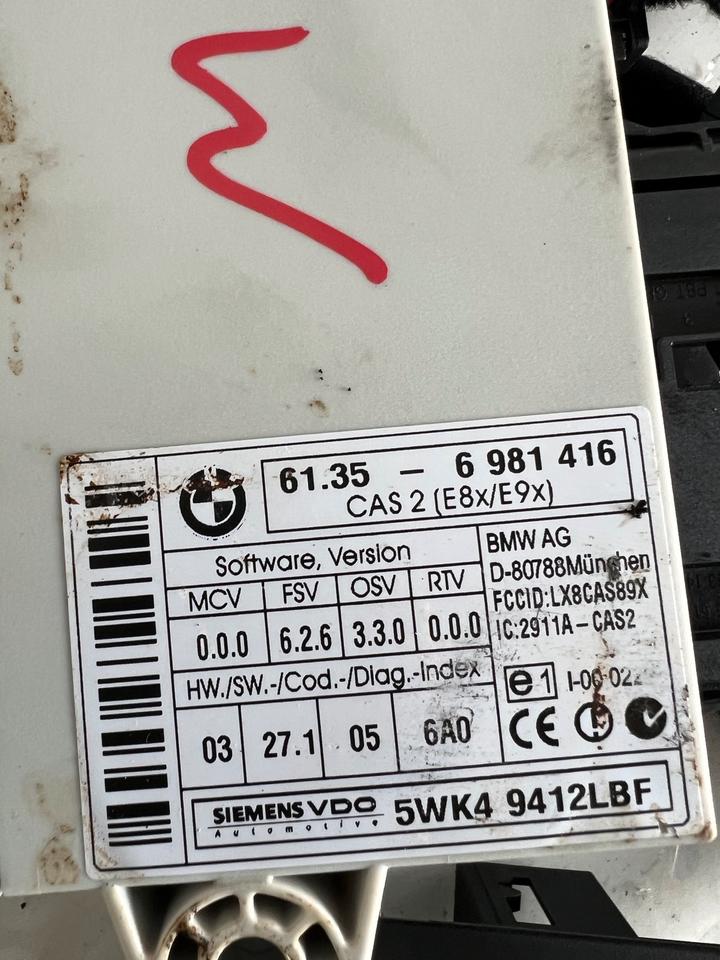 61.35 – 6 981 416
CAS 2 (E8x/E9x)
Software, Version
MCV FSV OSV RTV
0.0.0 6.2.6 3.3.0 0.0.0
HW./SW.-/Cod.-/Diag.-Index
03 27.1 05 6A0
BMW AG
D-80788München
FCCID:LX8CAS89X
IC:2911A-CAS2
e1
CE
SIEMENS VDO
Automotive
5WK4 9412LBF